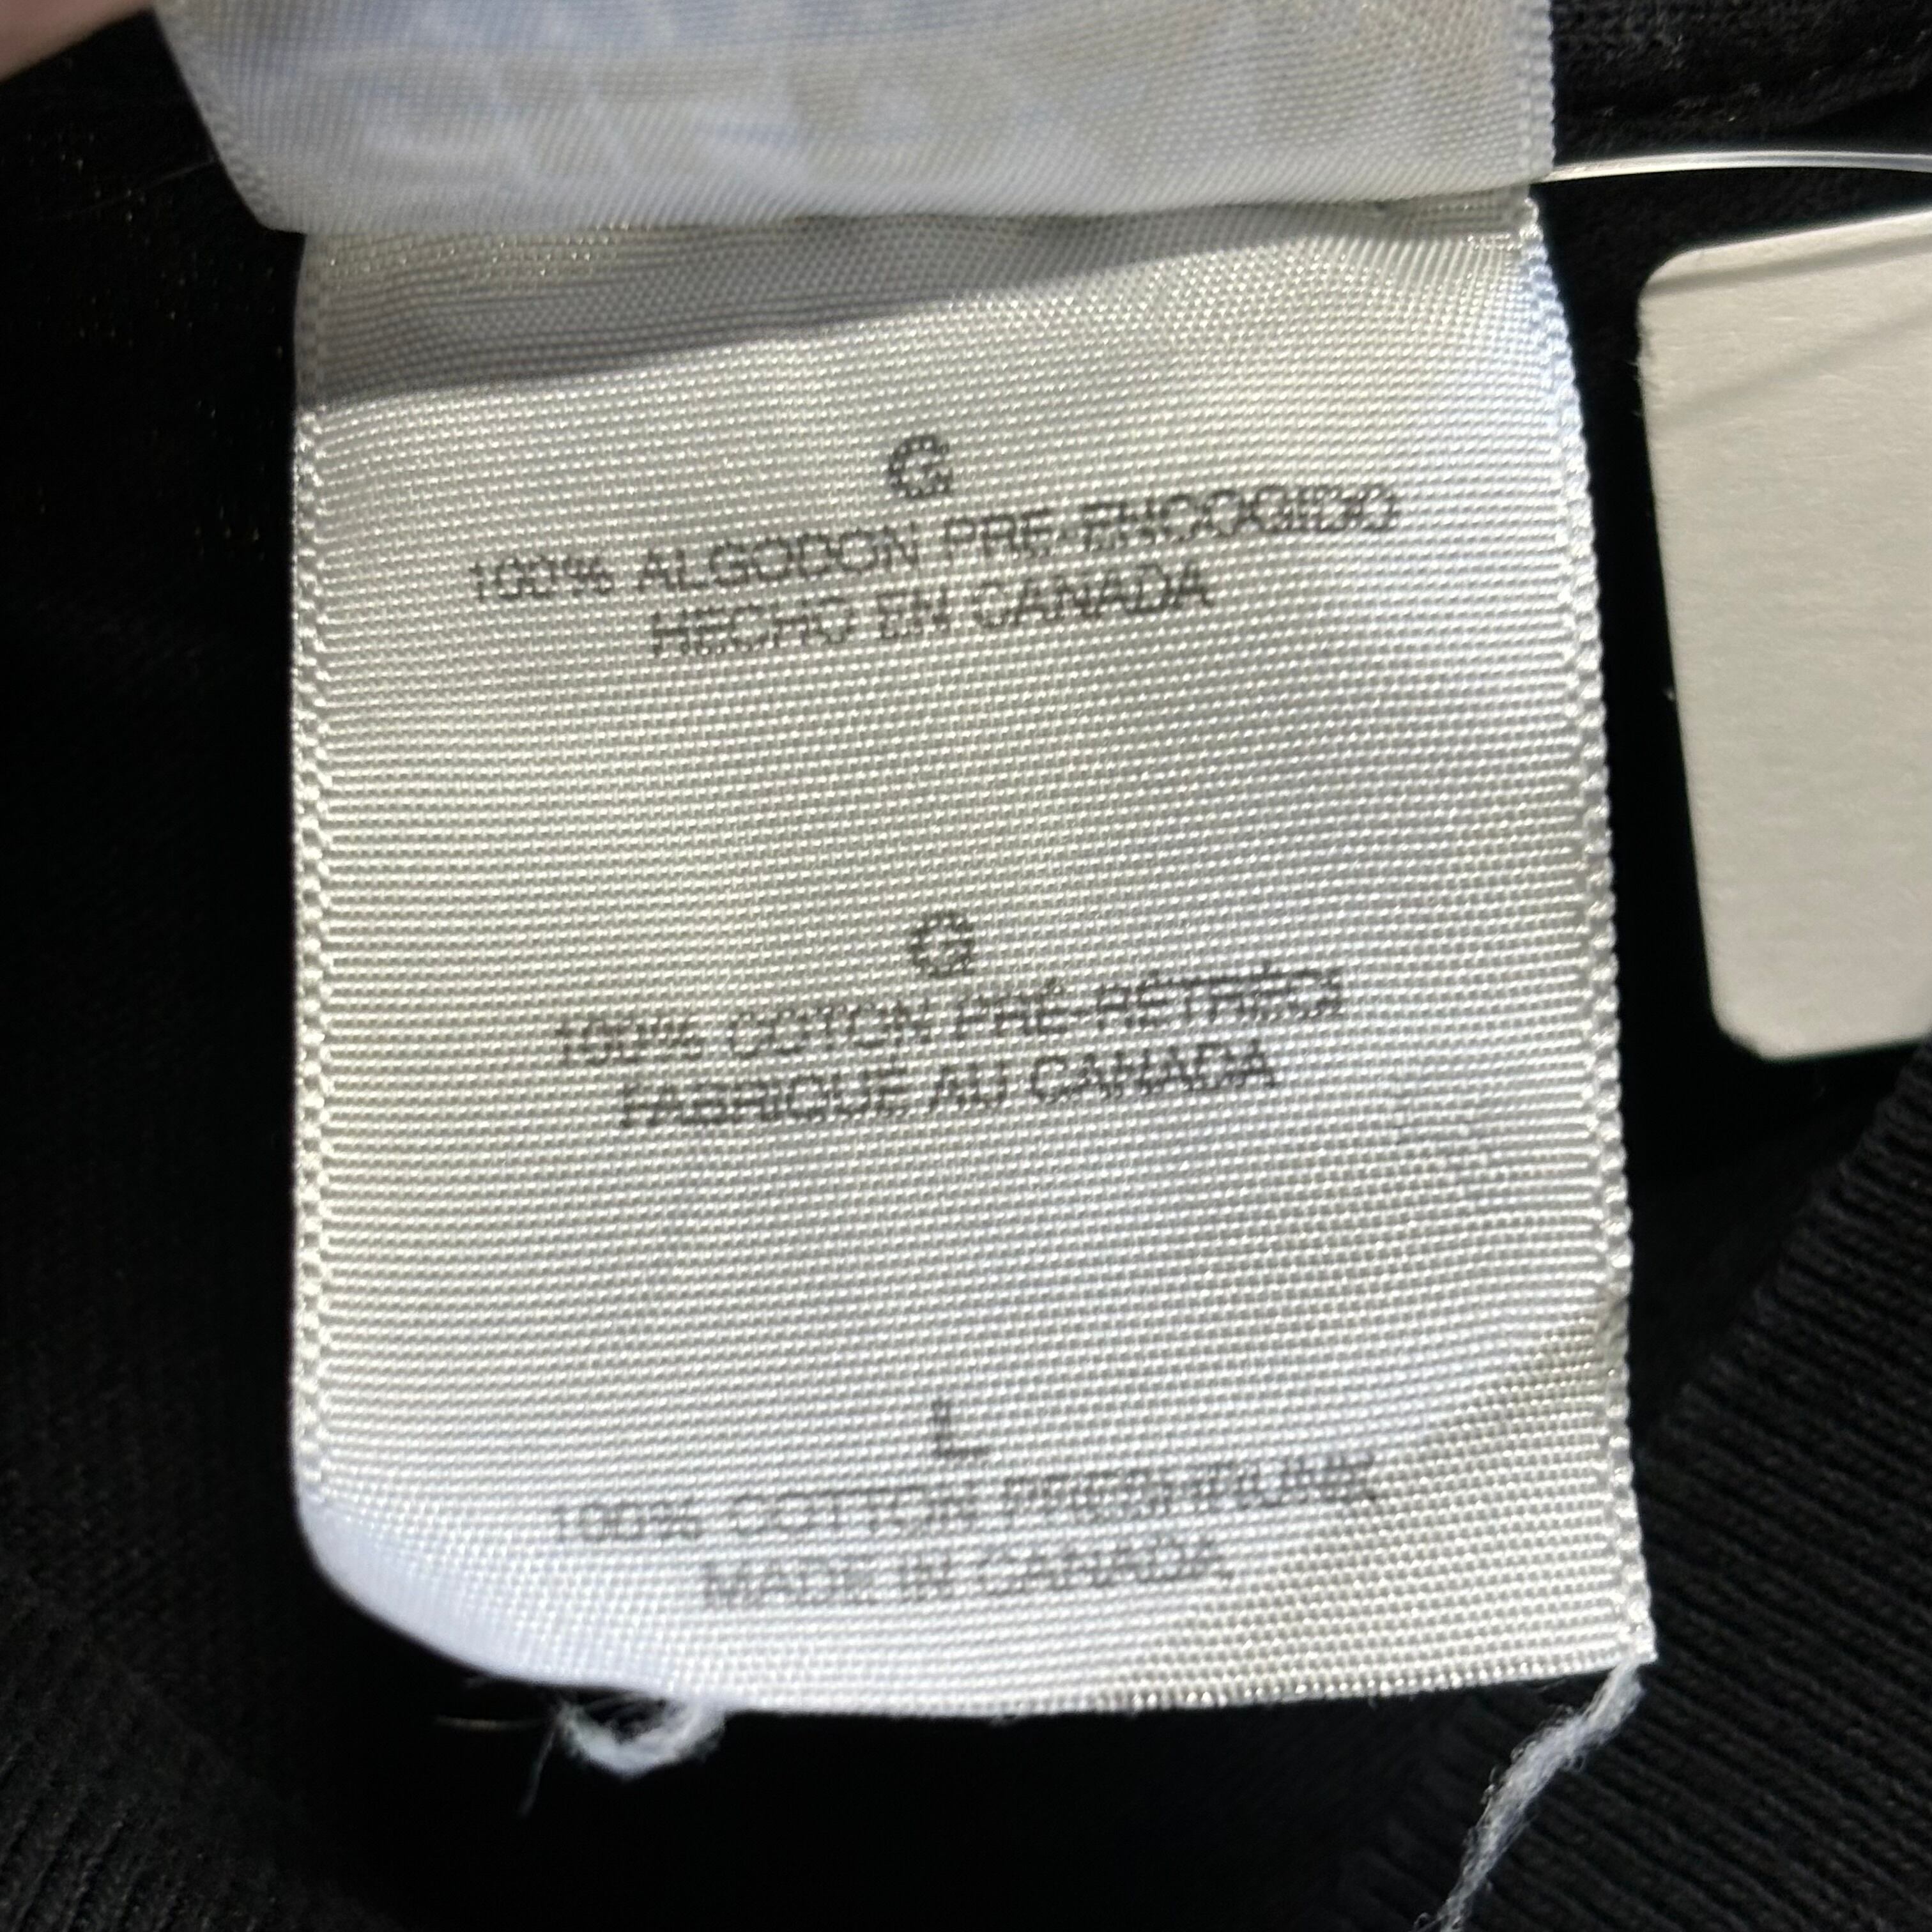 G
100% ALGODON PRE-ENCOGIDO
HECHO EN CANADA
G
100% COTON PRÉ-RÉTRÉCI
FABRIQUÉ AU CANADA
L
100% COTTON PRESHRUNK
MADE IN CANADA